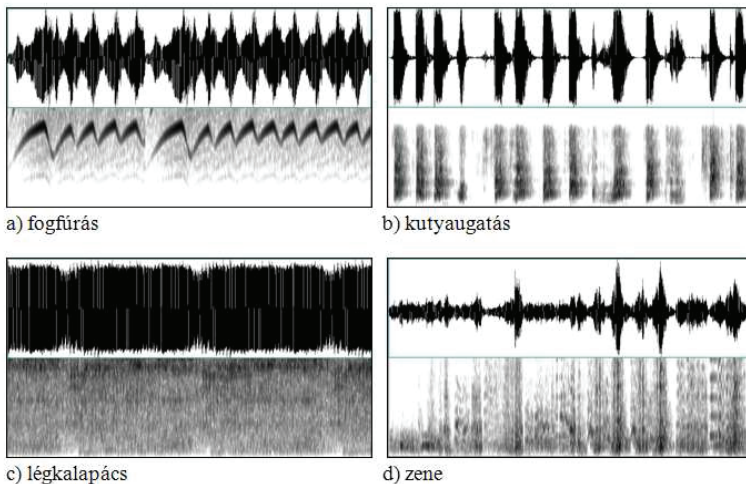 a) fogfúrás
b) kutyaugatás
c) légkalapács
d) zene